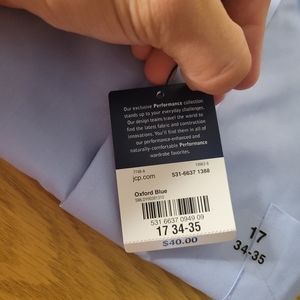 Our exclusive Performance collection
stands up to your everyday challenges.
Our design teams travel the world to
find the latest fabric and construction
innovations. You'll find them in all of
our performance-enhanced and
naturally-comfortable Performance
wardrobe favorites.
jcp.com 531-6637 1388
Oxford Blue
531-6637 0949 09
17 34-35
$40.00
17
34-35